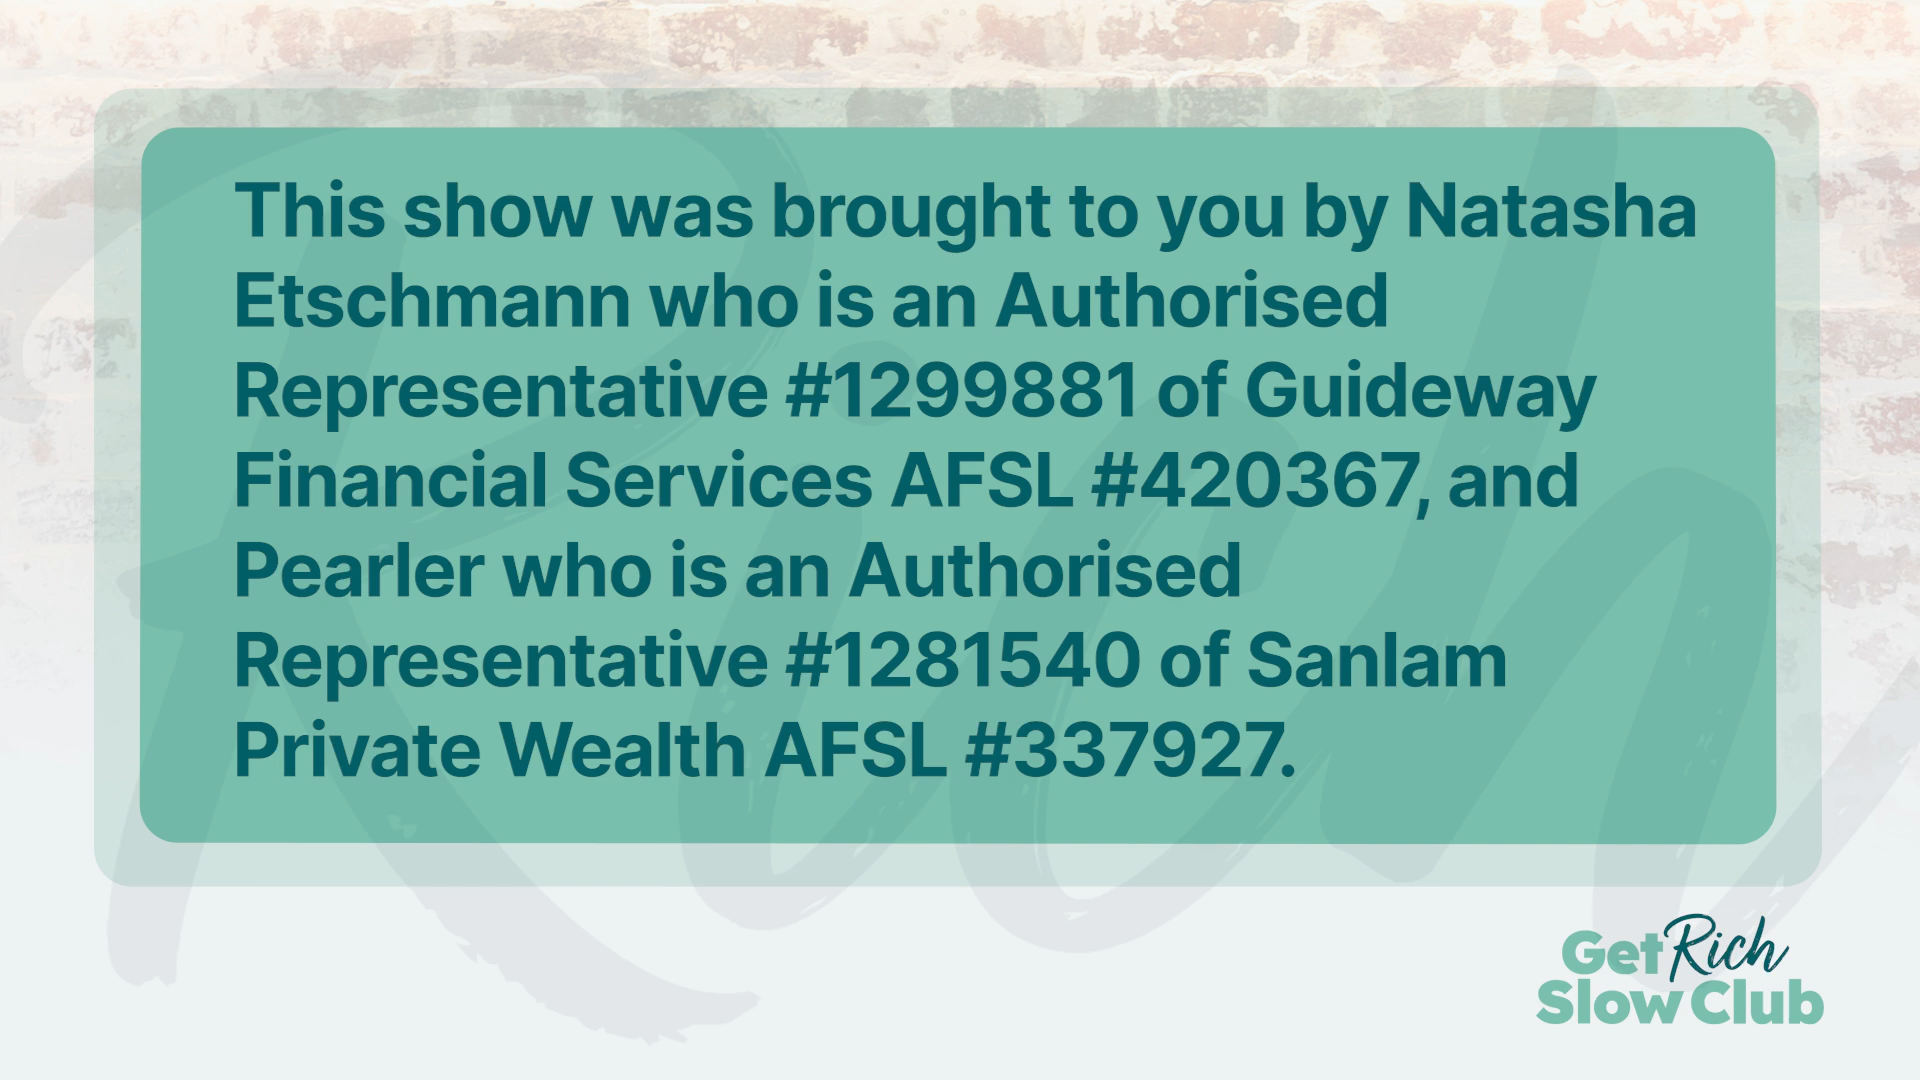 This show was brought to you by Natasha
Etschmann who is an Authorised
Representative #1299881 of Guideway
Financial Services AFSL #420367, and
Pearler who is an Authorised
Representative #1281540 of Sanlam
Private Wealth AFSL #337927.
Get Rich
Slow Club